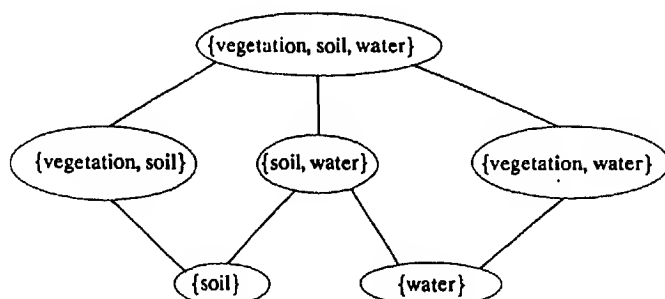 {vegetation, soil, water}
{vegetation, soil}
{soil, water}
{vegetation, water}
{soil}
{water}